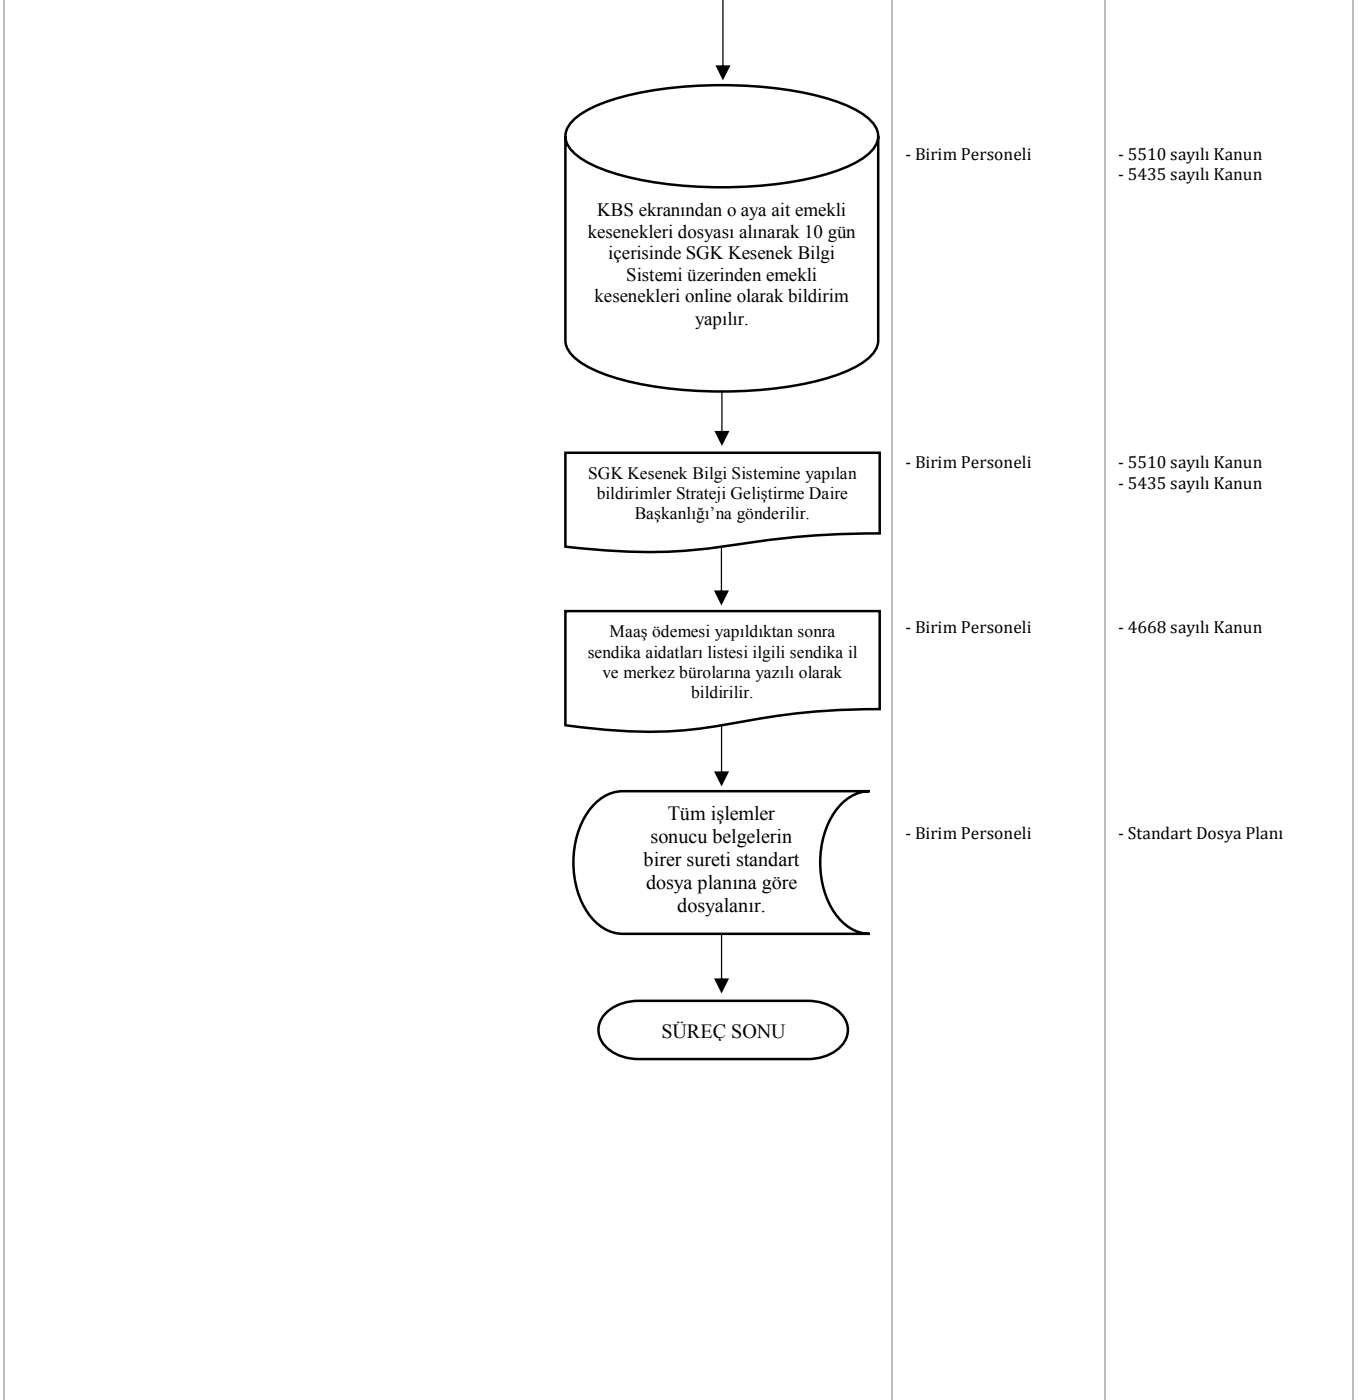 KBS ekranından o aya ait emekli
kesenekleri dosyası alınarak 10 gün
içerisinde SGK Kesenek Bilgi
Sistemi üzerinden emekli
kesenekleri online olarak bildirim
yapılır.
- Birim Personeli
- 5510 sayılı Kanun
- 5435 sayılı Kanun
SGK Kesenek Bilgi Sistemine yapılan
bildirimler Strateji Geliştirme Daire
Başkanlığı’na gönderilir.
- Birim Personeli
- 5510 sayılı Kanun
- 5435 sayılı Kanun
Maaş ödemesi yapıldıktan sonra
sendika aidatları listesi ilgili sendika il
ve merkez bürolarına yazılı olarak
bildirilir.
- Birim Personeli
- 4668 sayılı Kanun
Tüm işlemler
sonucu belgelerin
birer sureti standart
dosya planına göre
dosyalanır.
- Birim Personeli
- Standart Dosya Planı
SÜREÇ SONU